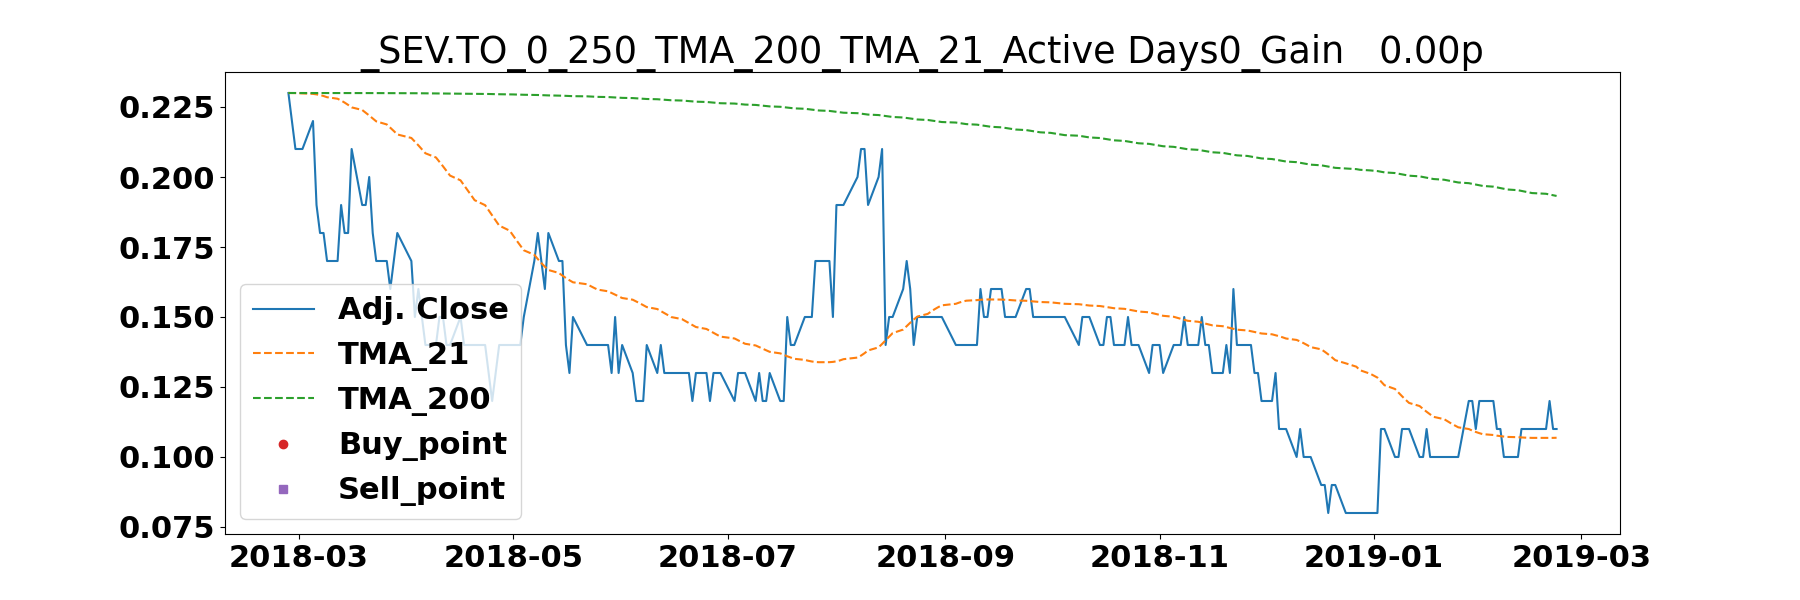 _SEV.TO_0_250_TMA_200_TMA_21_Active Days0_Gain   0.00p
0.225
0.200
0.175
0.150
0.125
0.100
0.075
Adj. Close
TMA_21
TMA_200
Buy_point
Sell_point
2018-03 2018-05 2018-07 2018-09 2018-11 2019-01 2019-03